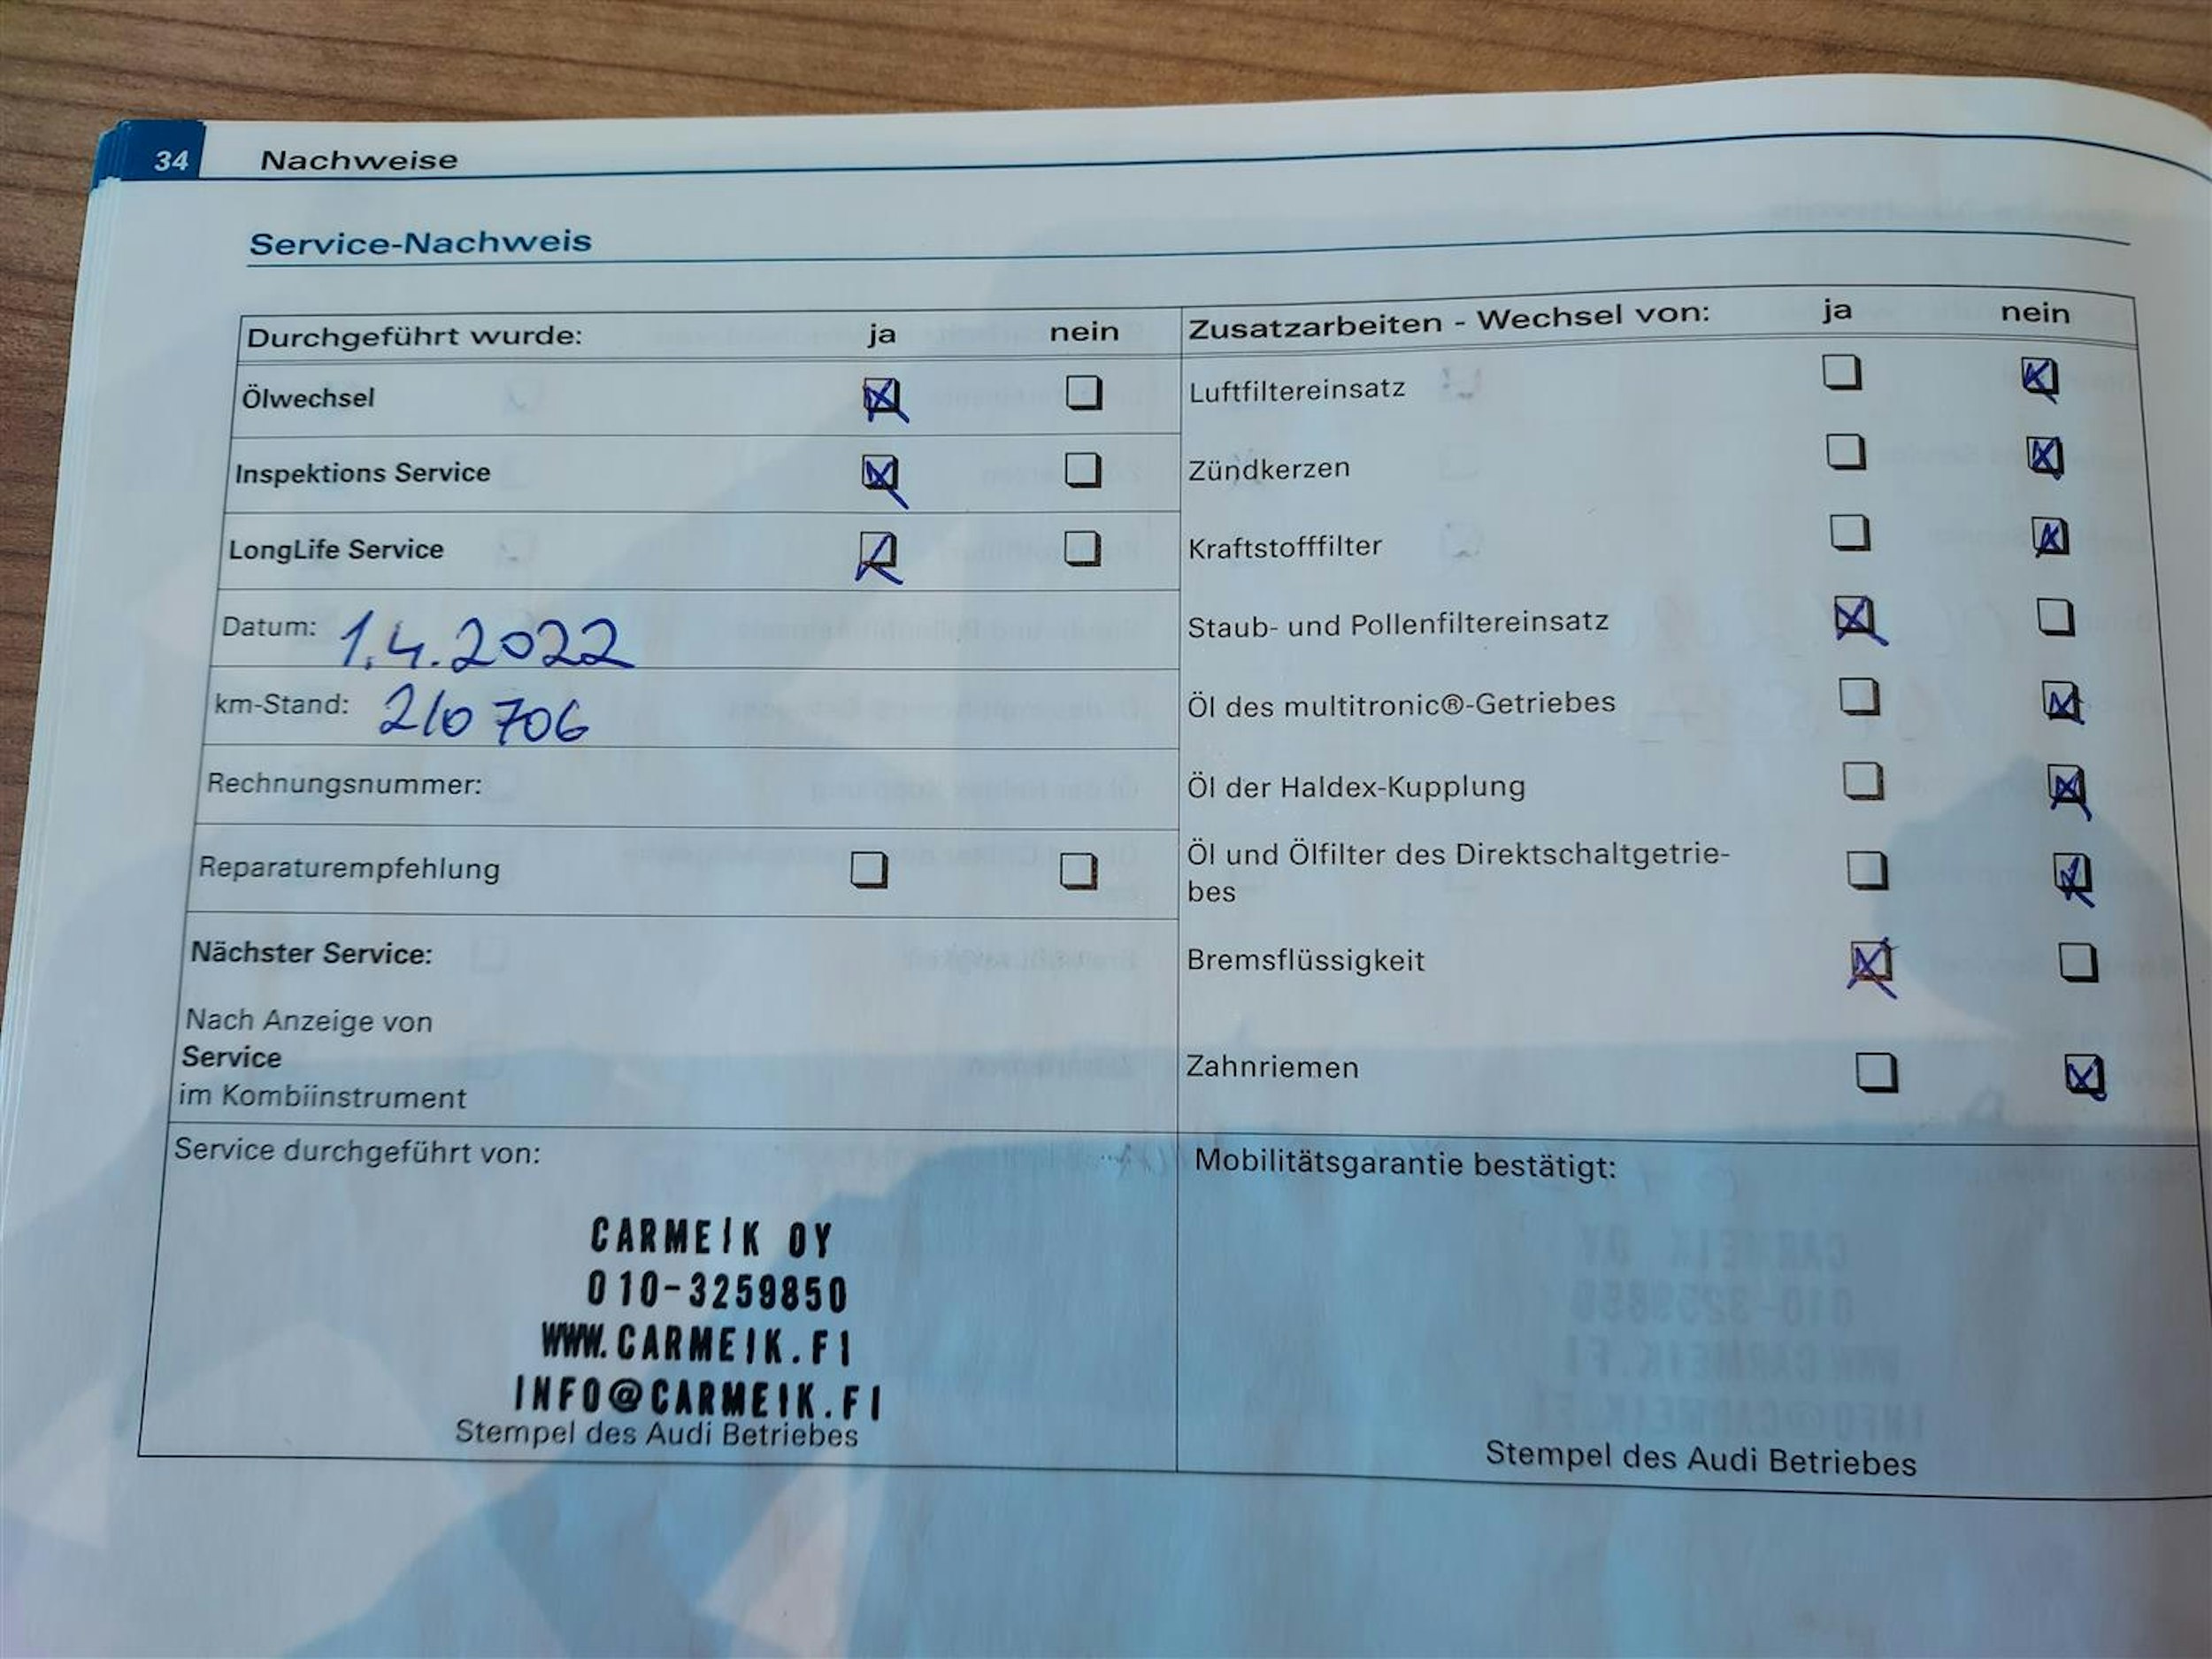 34 Nachweise
Service-Nachweis
Durchgeführt wurde: ja nein
Ölwechsel
Inspektions Service
LongLife Service
Datum: 1.4.2022
km-Stand: 210 706
Rechnungsnummer:
Reparaturempfehlung
Nächster Service:
Nach Anzeige von
Service
im Kombiinstrument
Zusatzarbeiten - Wechsel von: ja nein
Luftfiltereinsatz
Zündkerzen
Kraftstofffilter
Staub- und Pollenfiltereinsatz
Öl des multitronic®-Getriebes
Öl der Haldex-Kupplung
Öl und Ölfilter des Direktschaltgetrie-
bes
Bremsflüssigkeit
Zahnriemen
Service durchgeführt von:
CARMEIK OY
010-3259850
WWW.CARMEIK.FI
INFO@CARMEIK.FI
Stempel des Audi Betriebes
Mobilitätsgarantie bestätigt:
Stempel des Audi Betriebes